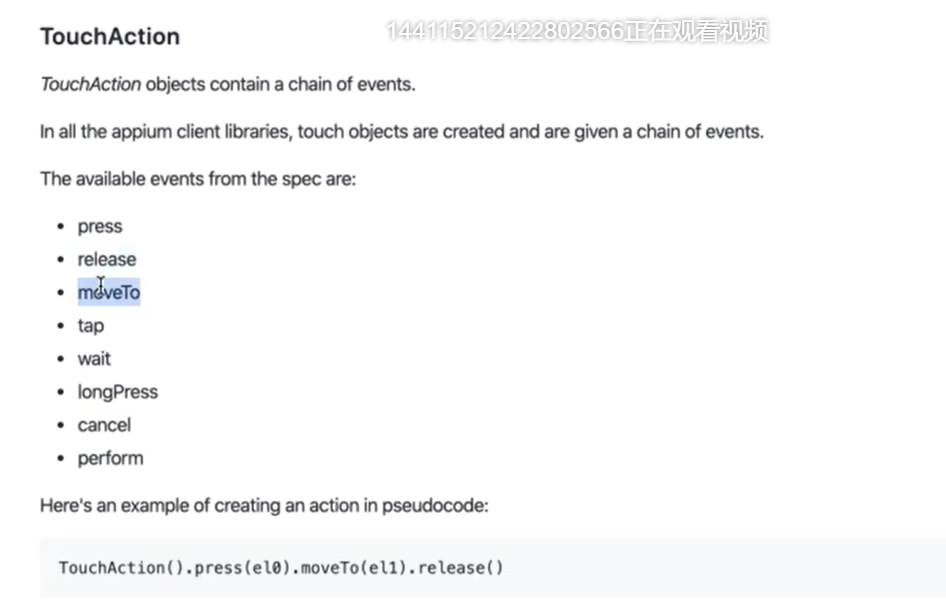 TouchAction
144115212422802566正在观看视频
TouchAction objects contain a chain of events.
In all the appium client libraries, touch objects are created and are given a chain of events.
The available events from the spec are:
• press
• release
• moveTo
• tap
• wait
• longPress
• cancel
• perform
Here's an example of creating an action in pseudocode:
TouchAction().press(el0).moveTo(el1).release()